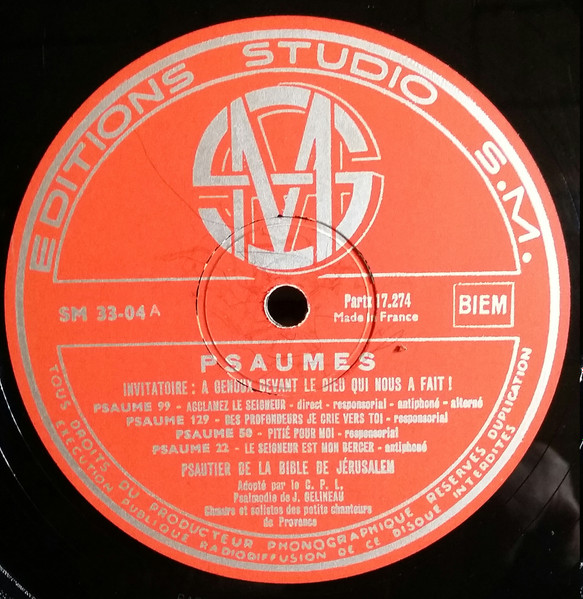 EDITIONS STUDIO S.M.
SMG
SM 33-04 A
Part: 17.274
Made in France
BIEM
PSAUMES
INVITATOIRE : A GENOUX DEVANT LE DIEU QUI NOUS A FAIT !
PSAUME 99 - ACCLAMEZ LE SEIGNEUR - direct - responsorial - antiphoné - alterné
PSAUME 129 - DES PROFONDEURS JE CRIE VERS TOI - responsorial
PSAUME 50 - PITIÉ POUR MOI - responsorial
PSAUME 22 - LE SEIGNEUR EST MON BERGER - antiphoné
PSAUTIER DE LA BIBLE DE JÉRUSALEM
Adopté par le C. P. L.
Psalmodie de J. GELINEAU
Chœurs et solistes des petits chanteurs
de Provence
TOUS DROITS DU PRODUCTEUR PHONOGRAPHIQUE RÉSERVÉS DUPLICATION
EXÉCUTION PUBLIQUE RADIODIFFUSION DE CE DISQUE INTERDITES